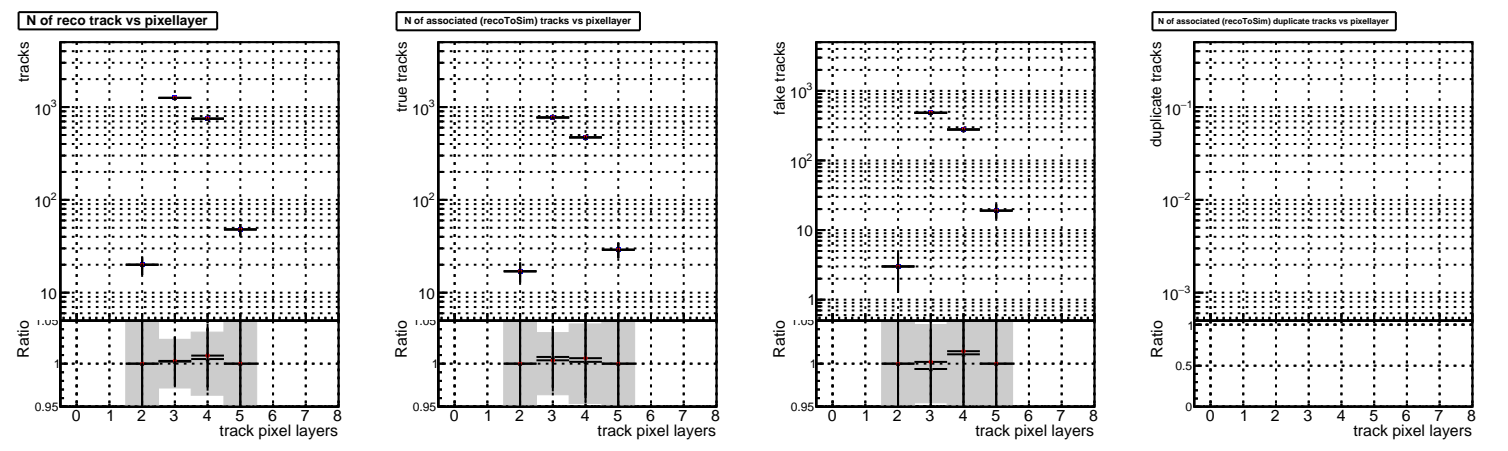 N of reco track vs pixellayer
tracks
10³
10²
10
Ratio
1.05
1
0.95
0 1 2 3 4 5 6 7 8
track pixel layers
N of associated (recoToSim) tracks vs pixellayer
true tracks
10³
10²
10
Ratio
1.05
1
0.95
0 1 2 3 4 5 6 7 8
track pixel layers
fake tracks
10³
10²
10
1
Ratio
1.05
1
0.95
0 1 2 3 4 5 6 7 8
track pixel layers
N of associated (recoToSim) duplicate tracks vs pixellayer
duplicate tracks
10⁻¹
10⁻²
10⁻³
Ratio
1
0.5
0
0 1 2 3 4 5 6 7 8
track pixel layers